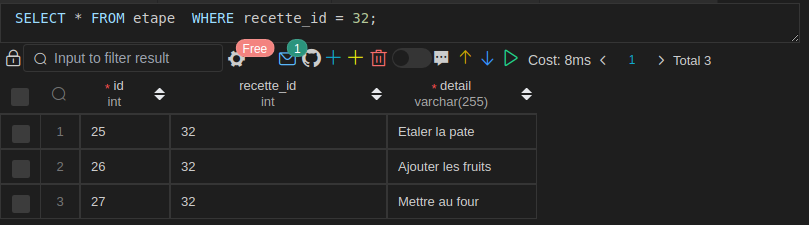 SELECT * FROM etape  WHERE recette_id = 32;
Input to filter result Free 1 Cost: 8ms 1 Total 3
* id recette_id * detail
int int varchar(255)
1 25 32 Etaler la pate
2 26 32 Ajouter les fruits
3 27 32 Mettre au four